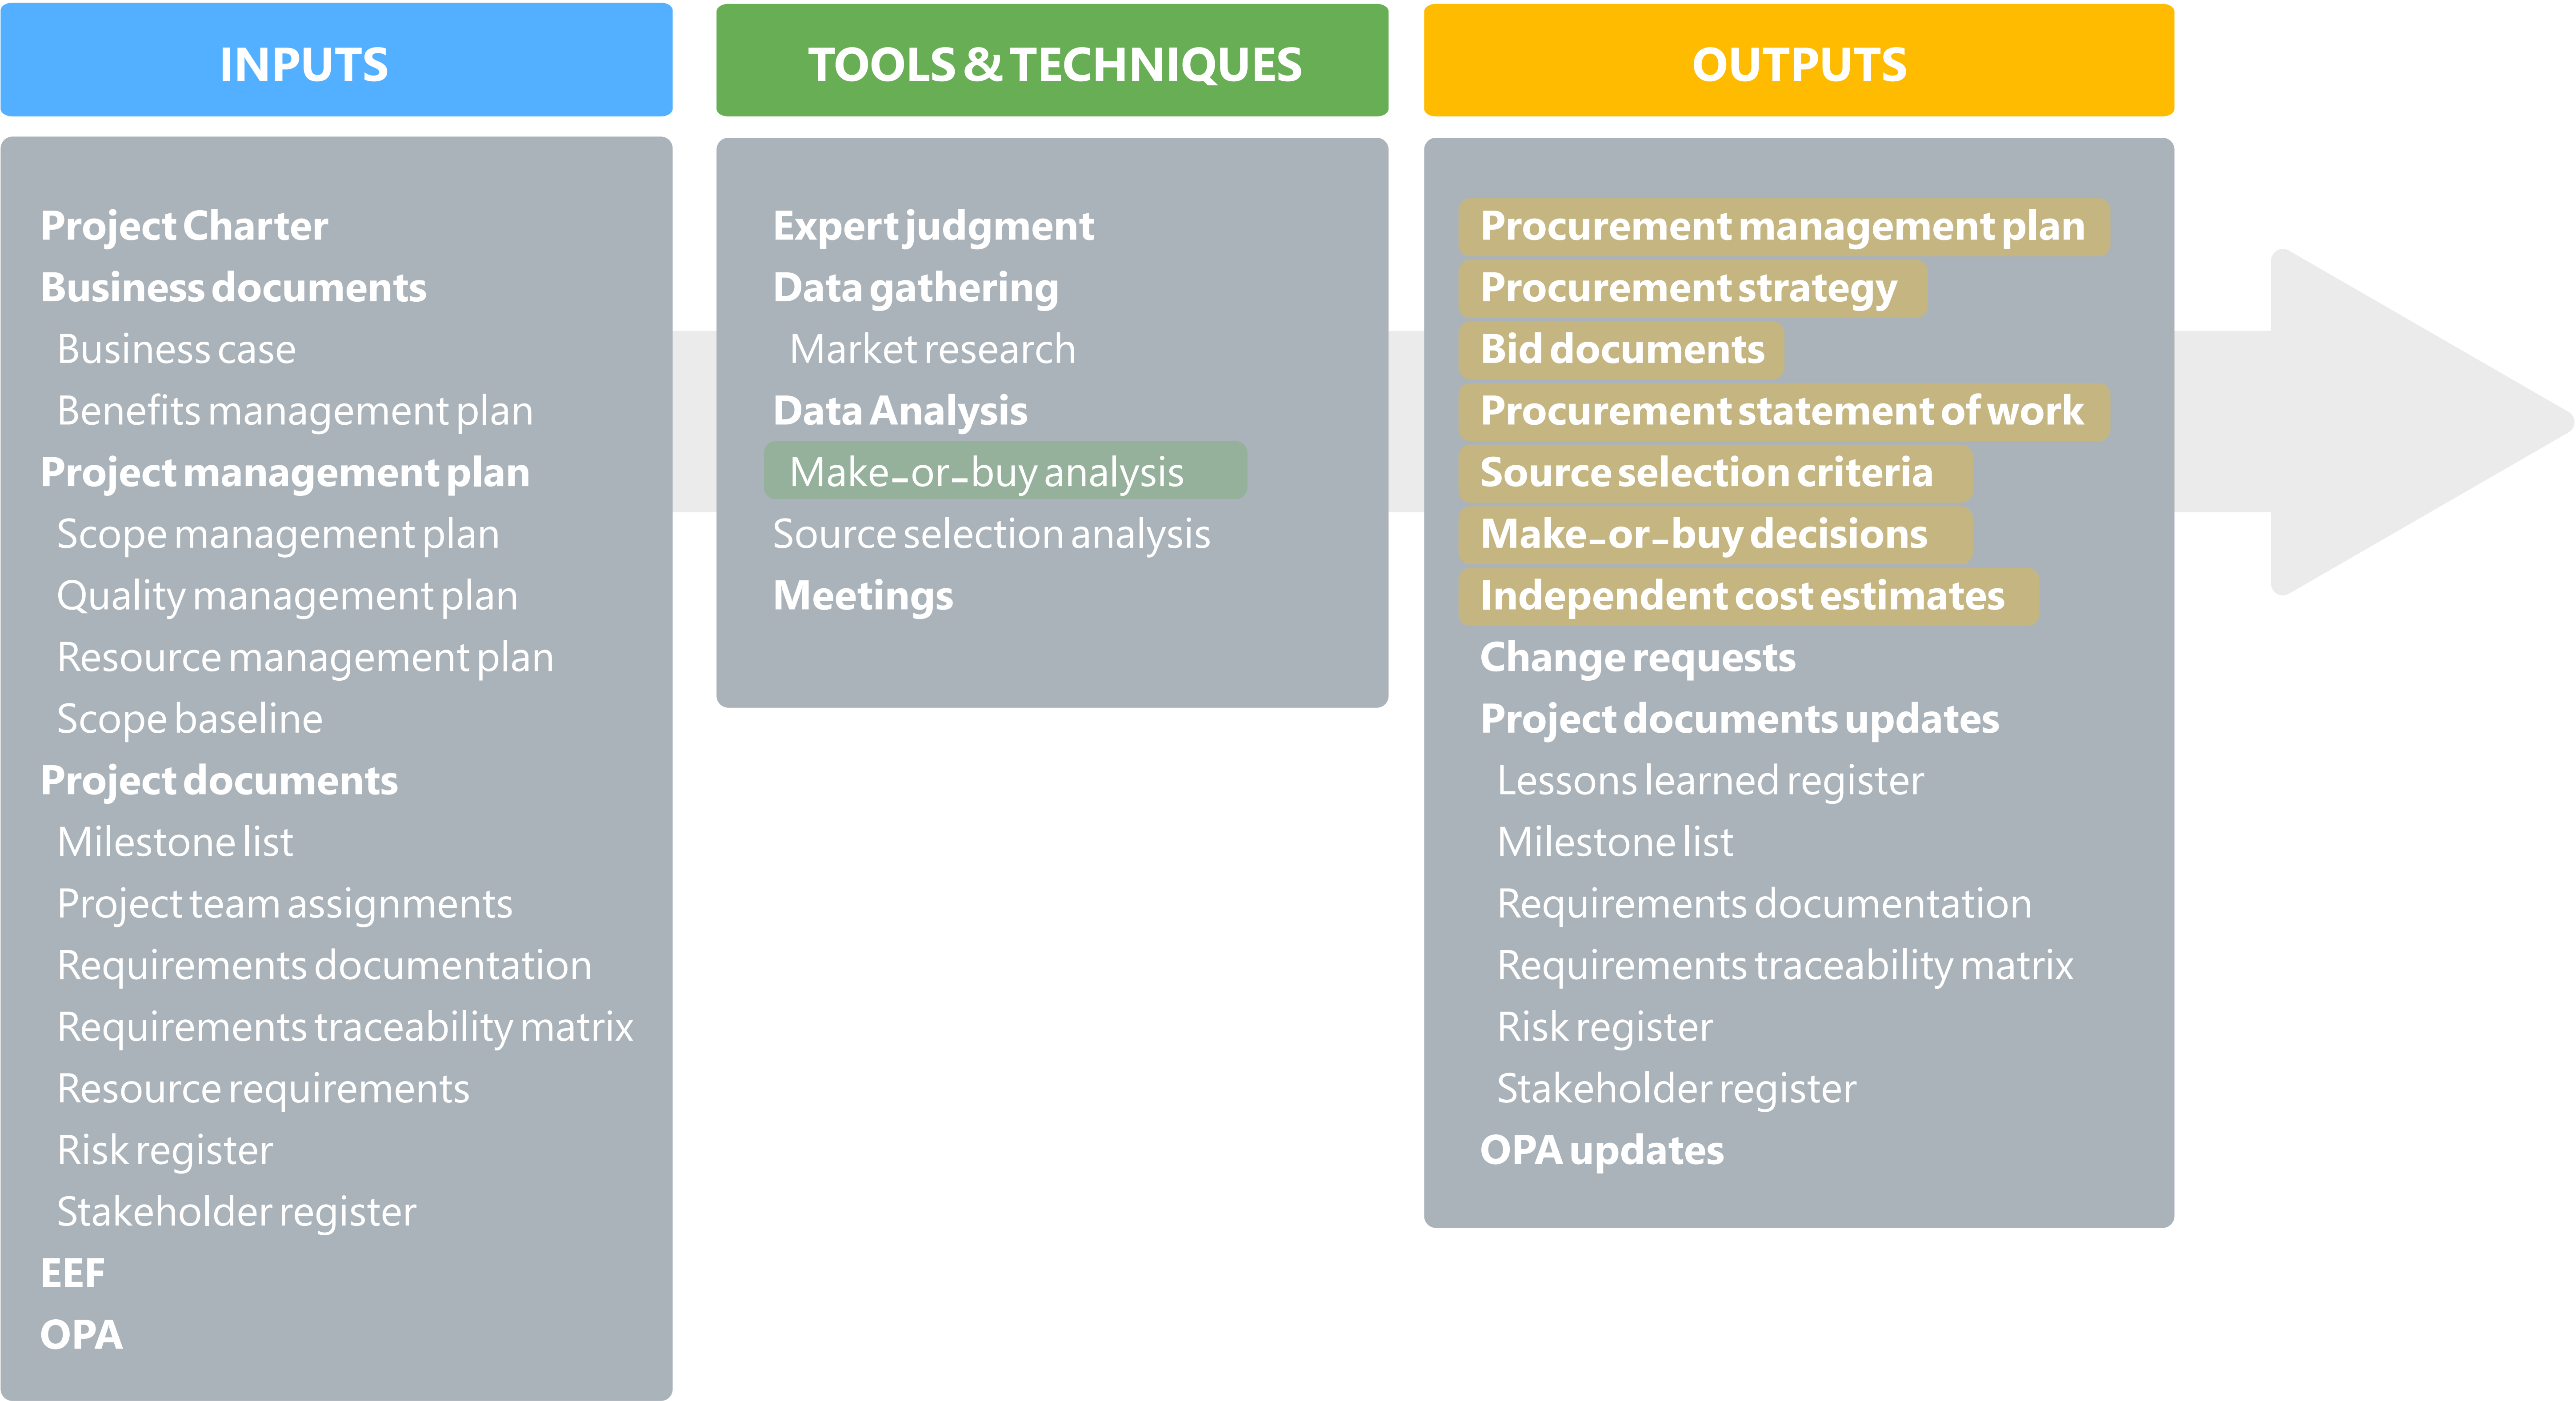 INPUTS
Project Charter
Business documents
Business case
Benefits management plan
Project management plan
Scope management plan
Quality management plan
Resource management plan
Scope baseline
Project documents
Milestone list
Project team assignments
Requirements documentation
Requirements traceability matrix
Resource requirements
Risk register
Stakeholder register
EEF
OPA
TOOLS & TECHNIQUES
Expert judgment
Data gathering
Market research
Data Analysis
Make-or-buy analysis
Source selection analysis
Meetings
OUTPUTS
Procurement management plan
Procurement strategy
Bid documents
Procurement statement of work
Source selection criteria
Make-or-buy decisions
Independent cost estimates
Change requests
Project documents updates
Lessons learned register
Milestone list
Requirements documentation
Requirements traceability matrix
Risk register
Stakeholder register
OPA updates